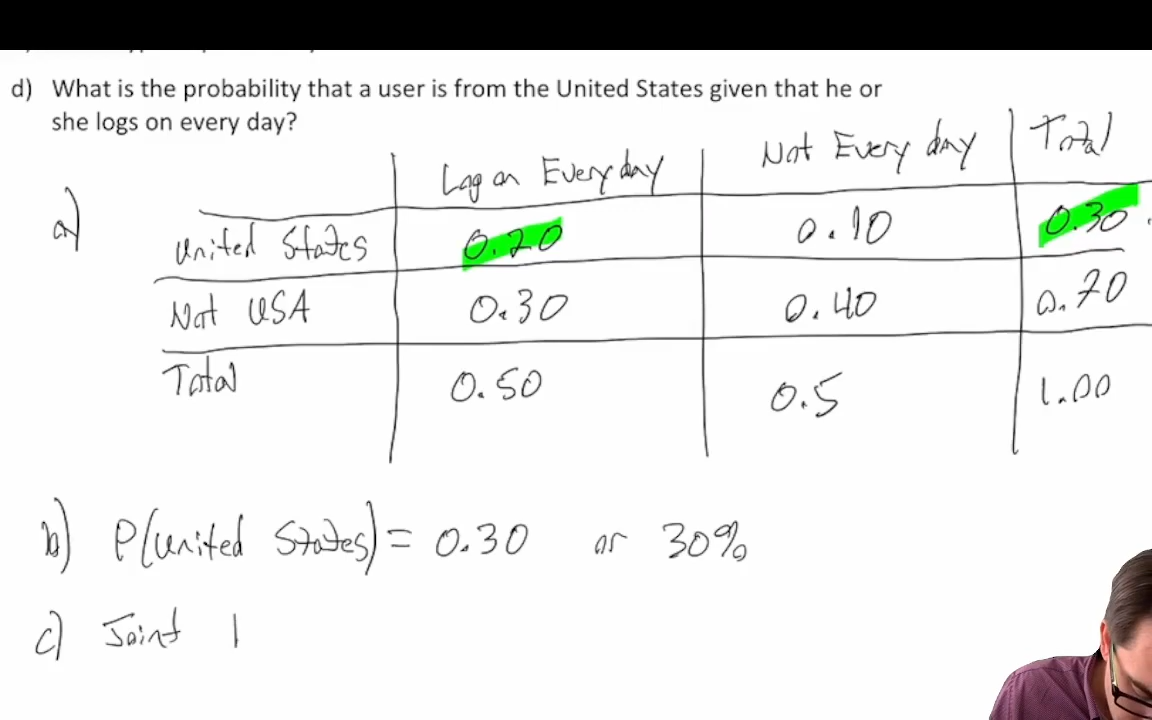 d) What is the probability that a user is from the United States given that he or
she logs on every day?
a)
Log on Everyday Not Every day Total
United States 0.20 0.10 0.30
Not USA 0.30 0.40 0.70
Total 0.50 0.5 1.00
b) P(United States) = 0.30 or 30%
c) Joint